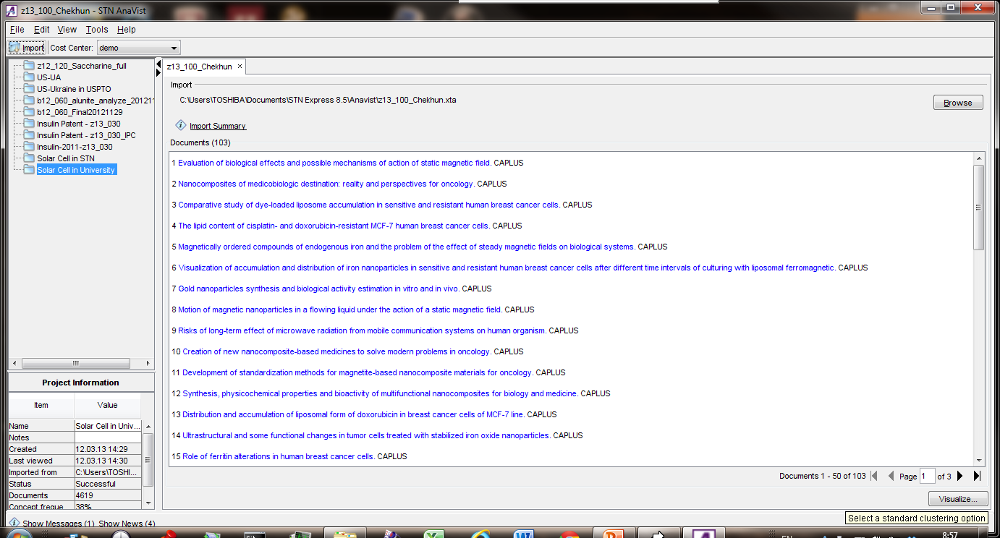 z13_100_Chekhun - STN AnaVist
File Edit View Tools Help
Import Cost Center: demo
z12_120_Saccharine_full
US-UA
US-Ukraine in USPTO
b12_060_alunite_analyze_201211
b12_060_Final20121129
Insulin Patent - z13_030
Insulin Patent - z13_030_IPC
Insulin-2011-z13_030
Solar Cell in STN
Solar Cell in University
Project Information
Item Value
Name Solar Cell in Univ...
Notes
Created 12.03.13 14:29
Last viewed 12.03.13 14:30
Imported from C:\Users\TOSHI...
Status Successful
Documents 4619
Concept freque 38%
z13_100_Chekhun ×
Import
C:\Users\TOSHIBA\Documents\STN Express 8.5\Anavist\z13_100_Chekhun.xta
Browse
Import Summary
Documents (103)
1 Evaluation of biological effects and possible mechanisms of action of static magnetic field. CAPLUS
2 Nanocomposites of medicobiologic destination: reality and perspectives for oncology. CAPLUS
3 Comparative study of dye-loaded liposome accumulation in sensitive and resistant human breast cancer cells. CAPLUS
4 The lipid content of cisplatin- and doxorubicin-resistant MCF-7 human breast cancer cells. CAPLUS
5 Magnetically ordered compounds of endogenous iron and the problem of the effect of steady magnetic fields on biological systems. CAPLUS
6 Visualization of accumulation and distribution of iron nanoparticles in sensitive and resistant human breast cancer cells after different time intervals of culturing with liposomal ferromagnetic. CAPLUS
7 Gold nanoparticles synthesis and biological activity estimation in vitro and in vivo. CAPLUS
8 Motion of magnetic nanoparticles in a flowing liquid under the action of a static magnetic field. CAPLUS
9 Risks of long-term effect of microwave radiation from mobile communication systems on human organism. CAPLUS
10 Creation of new nanocomposite-based medicines to solve modern problems in oncology. CAPLUS
11 Development of standardization methods for magnetite-based nanocomposite materials for oncology. CAPLUS
12 Synthesis, physicochemical properties and bioactivity of multifunctional nanocomposites for biology and medicine. CAPLUS
13 Distribution and accumulation of liposomal form of doxorubicin in breast cancer cells of MCF-7 line. CAPLUS
14 Ultrastructural and some functional changes in tumor cells treated with stabilized iron oxide nanoparticles. CAPLUS
15 Role of ferritin alterations in human breast cancer cells. CAPLUS
Documents 1 - 50 of 103 Page 1 of 3
Visualize...
Select a standard clustering option
Show Messages (1) Show News (4)
EN 8:57